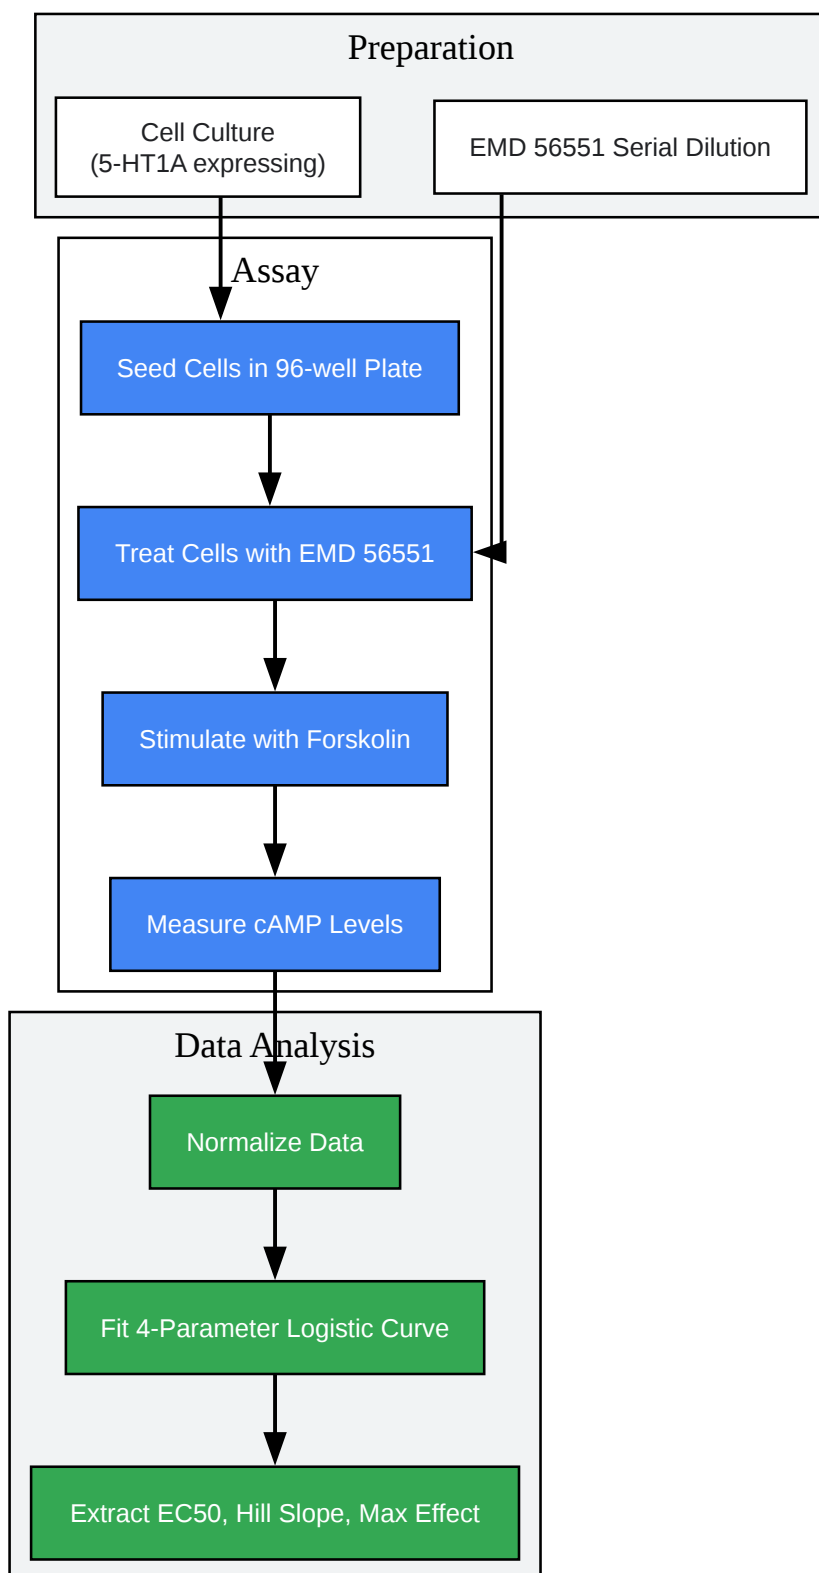 Preparation
Cell Culture
(5-HT1A expressing)
EMD 56551 Serial Dilution
Assay
Seed Cells in 96-well Plate
Treat Cells with EMD 56551
Stimulate with Forskolin
Measure cAMP Levels
Data Analysis
Normalize Data
Fit 4-Parameter Logistic Curve
Extract EC50, Hill Slope, Max Effect